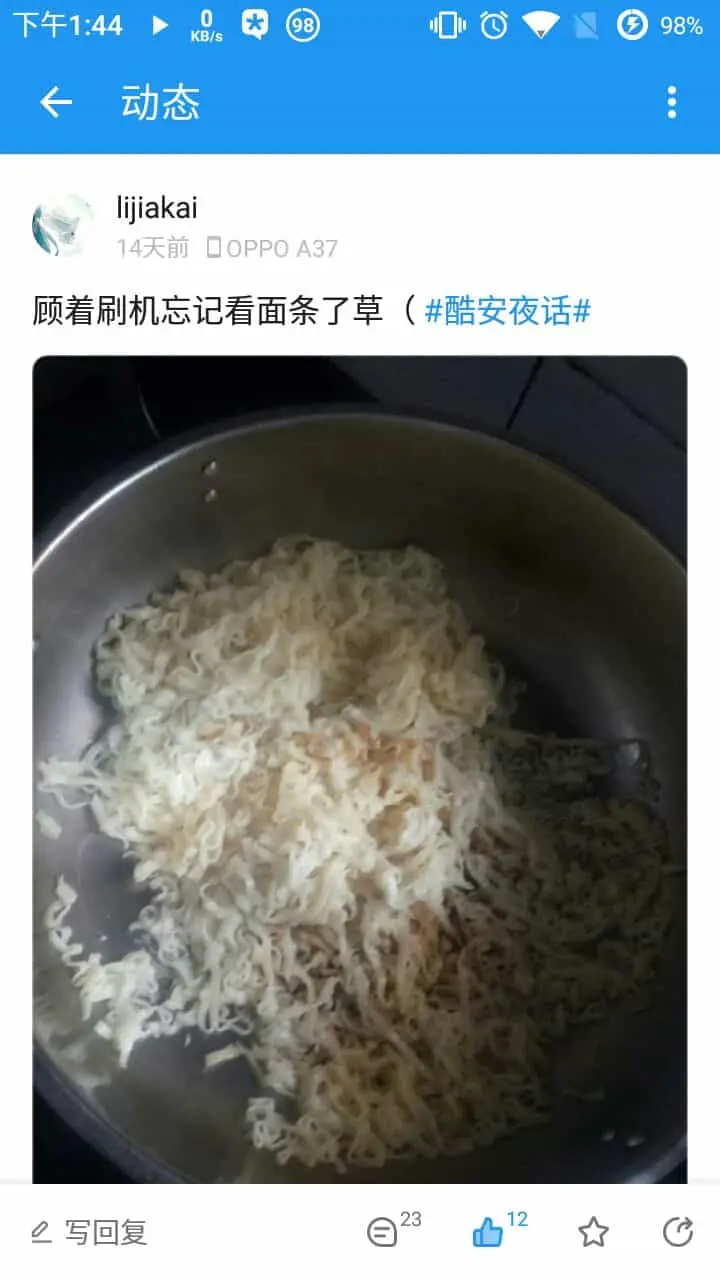 下午1:44 0 KB/s 98 98%
动态
lijiakai
14天前 OPPO A37
顾着刷机忘记看面条了草（ #酷安夜话#
写回复 23 12